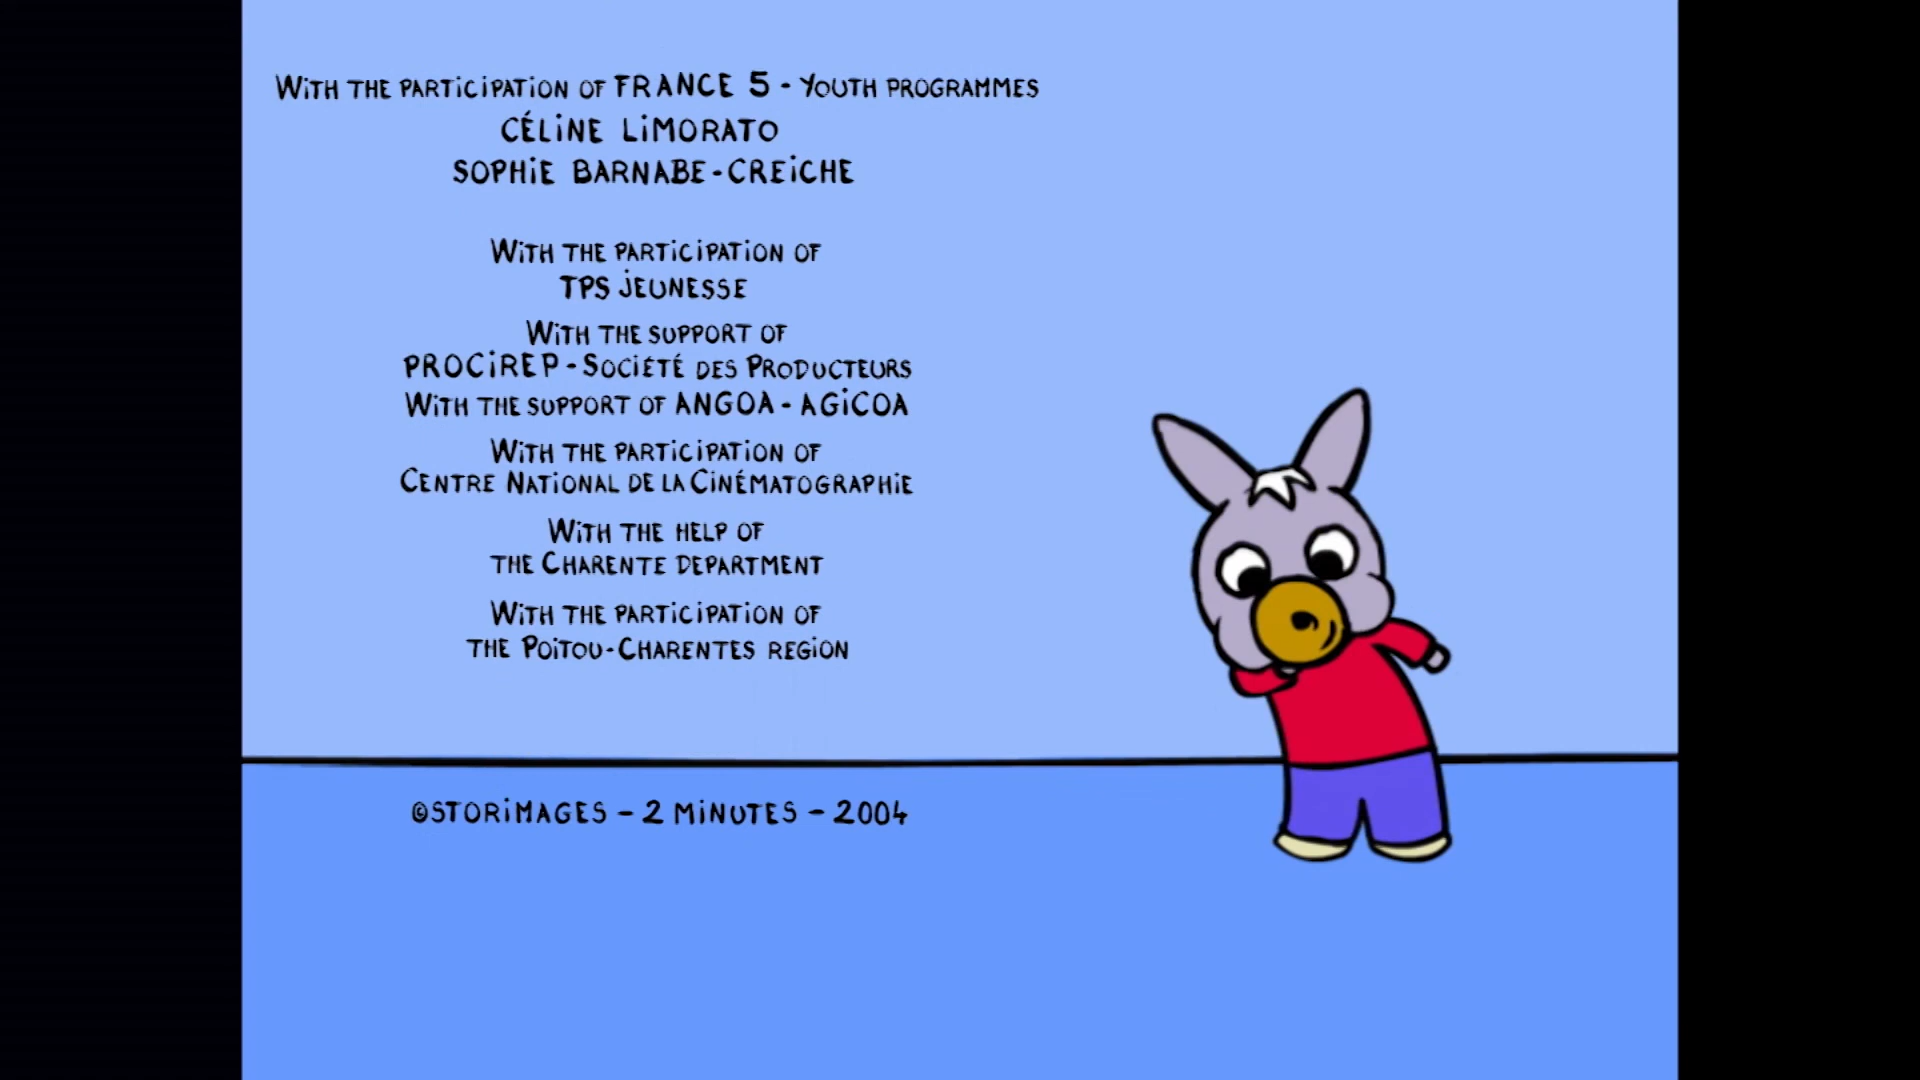 With the participation of FRANCE 5 - Youth programmes
CÉLiNE LiMORATO
SOPHiE BARNABE-CREiCHE
With the participation of
TPS JEUNESSE
With the support of
PROCiREP - Société des Producteurs
With the support of ANGOA - AGiCOA
With the participation of
Centre National de la Cinématographie
With the help of
the Charente department
With the participation of
the Poitou-Charentes region
©STORiMAGES – 2 MiNUTES – 2004